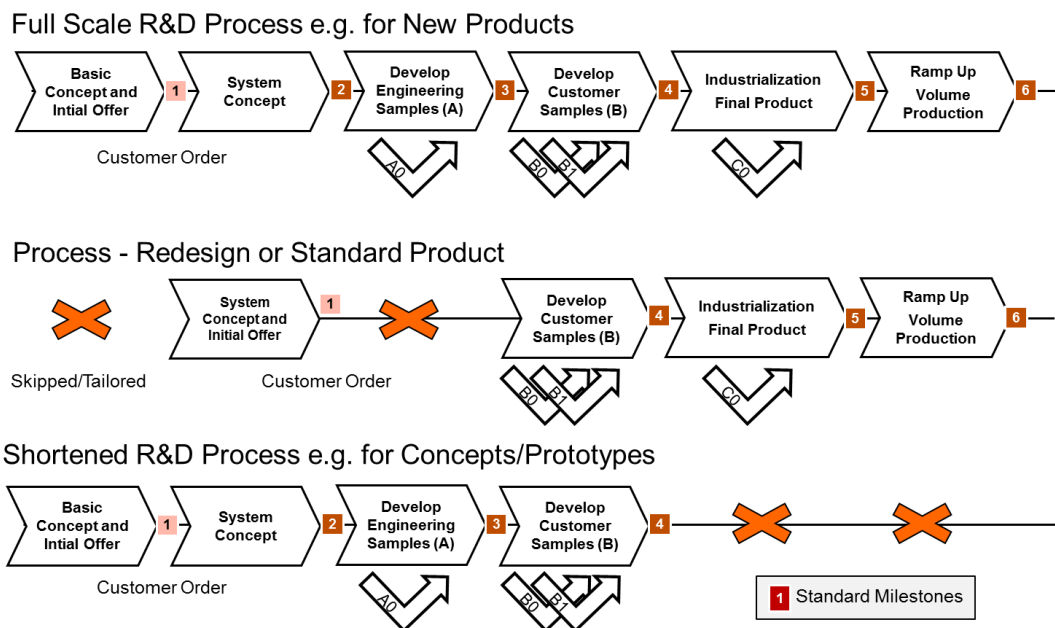 Full Scale R&D Process e.g. for New Products
Basic
Concept and
Intial Offer
1
System
Concept
2
Develop
Engineering
Samples (A)
3
Develop
Customer
Samples (B)
4
Industrialization
Final Product
5
Ramp Up
Volume
Production
6
Customer Order
A0
B0
B1
C0
Process - Redesign or Standard Product
System
Concept and
Initial Offer
1
Develop
Customer
Samples (B)
4
Industrialization
Final Product
5
Ramp Up
Volume
Production
6
Skipped/Tailored
Customer Order
B0
B1
C0
Shortened R&D Process e.g. for Concepts/Prototypes
Basic
Concept and
Intial Offer
1
System
Concept
2
Develop
Engineering
Samples (A)
3
Develop
Customer
Samples (B)
4
Customer Order
A0
B0
B1
1 Standard Milestones